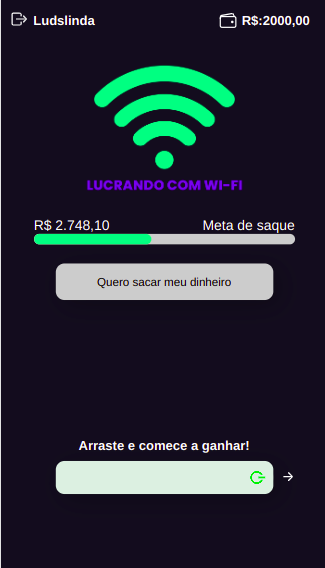 Ludslinda R$:2000,00
LUCRANDO COM WI-FI
R$ 2.748,10 Meta de saque
Quero sacar meu dinheiro
Arraste e comece a ganhar!